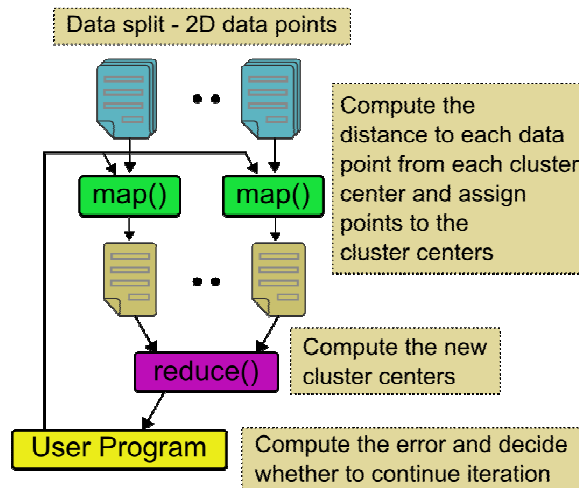 Data split - 2D data points
Compute the
distance to each data
point from each cluster
center and assign
points to the
cluster centers
map()
map()
Compute the new
cluster centers
reduce()
User Program
Compute the error and decide
whether to continue iteration